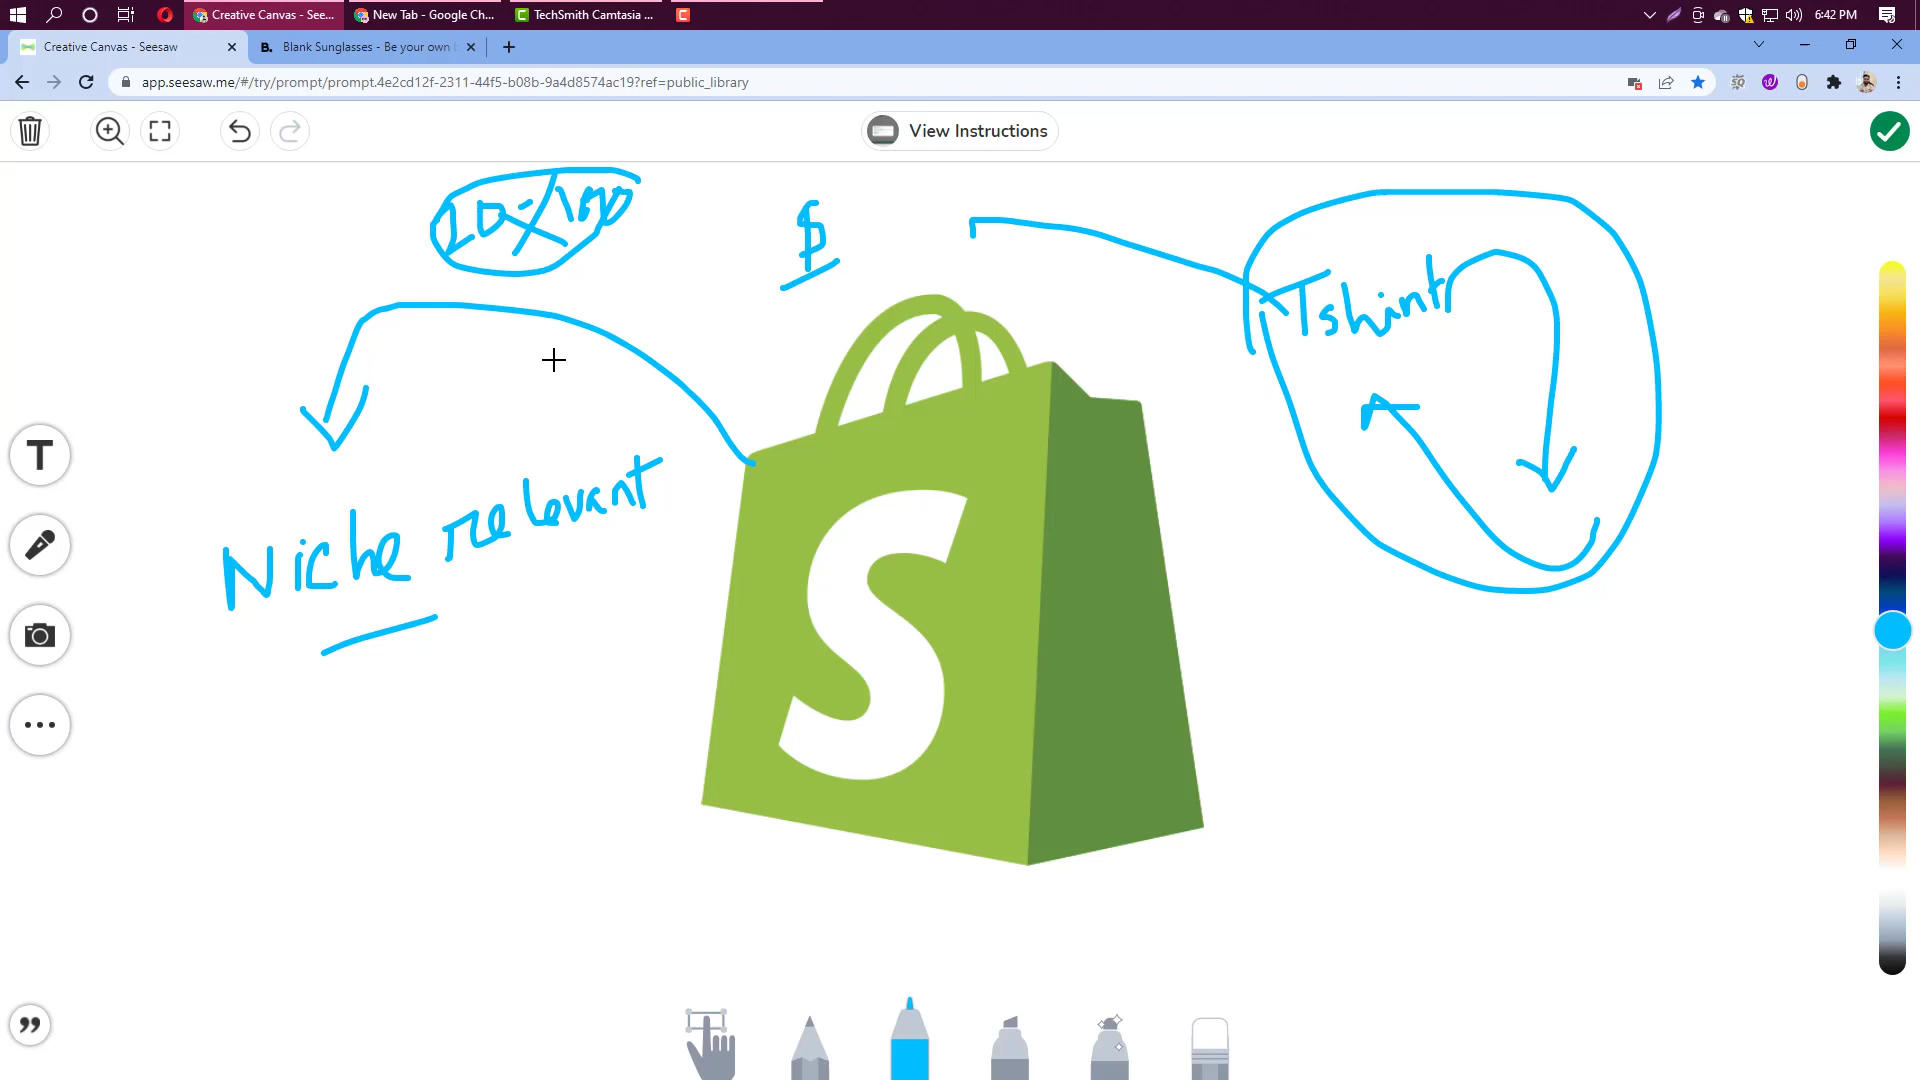 Creative Canvas - Sees...
New Tab - Google Ch...
TechSmith Camtasia ...
6:42 PM
Creative Canvas - Seesaw
B. Blank Sunglasses - Be your own
app.seesaw.me/#/try/prompt/prompt.4e2cd12f-2311-44f5-b08b-9a4d8574ac19?ref=public_library
View Instructions
$
Tshirt
Niche relevant
S
T